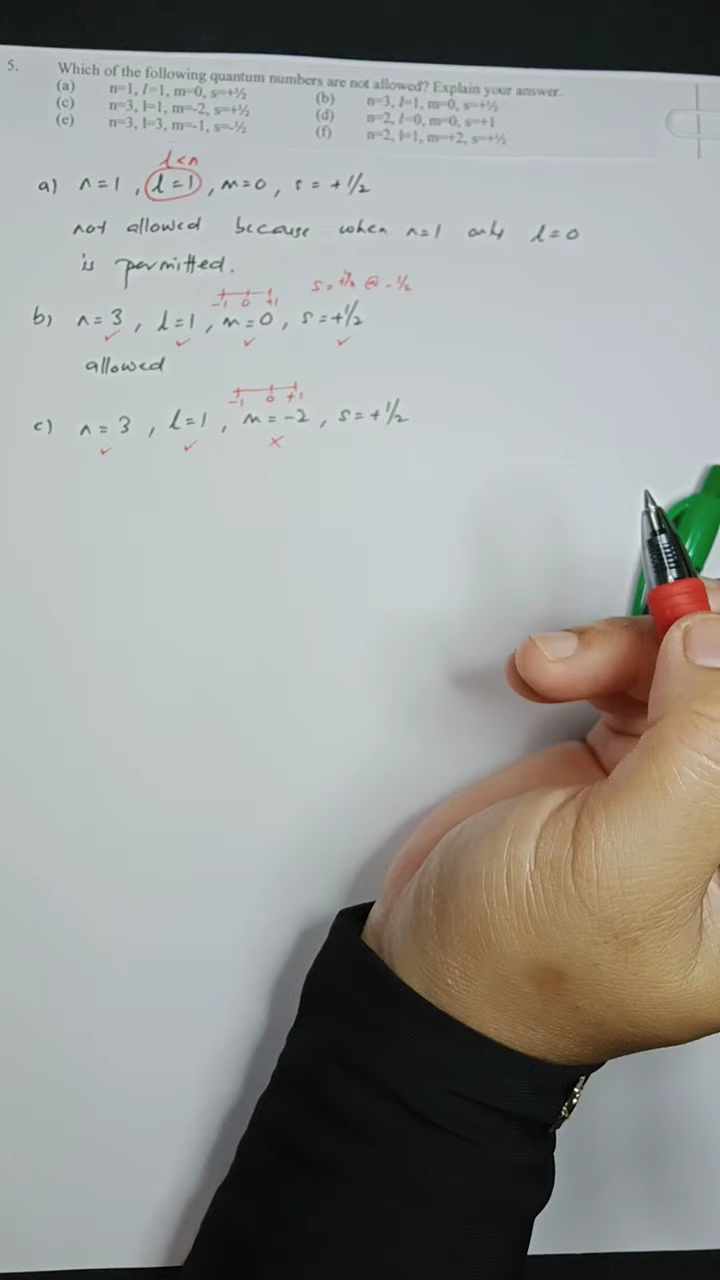 5. Which of the following quantum numbers are not allowed? Explain your answer.
(a) n=1, l=1, m=0, s=+½ (b) n=3, l=1, m=0, s=+½
(c) n=3, l=1, m=-2, s=+½ (d) n=2, l=0, m=0, s=+1
(e) n=3, l=3, m=-1, s=-½ (f) n=2, l=1, m=+2, s=+½
l<n
a) n=1 , l=1 , m=0 , s = +1/2
not allowed because when n=1 only l=0
is permitted.
-1 0 +1 s = +½ @ -½
b) n=3 , l=1 , m=0 , s=+½
allowed
-1 0 +1
c) n=3 , l=1 , m=-2 , s=+½